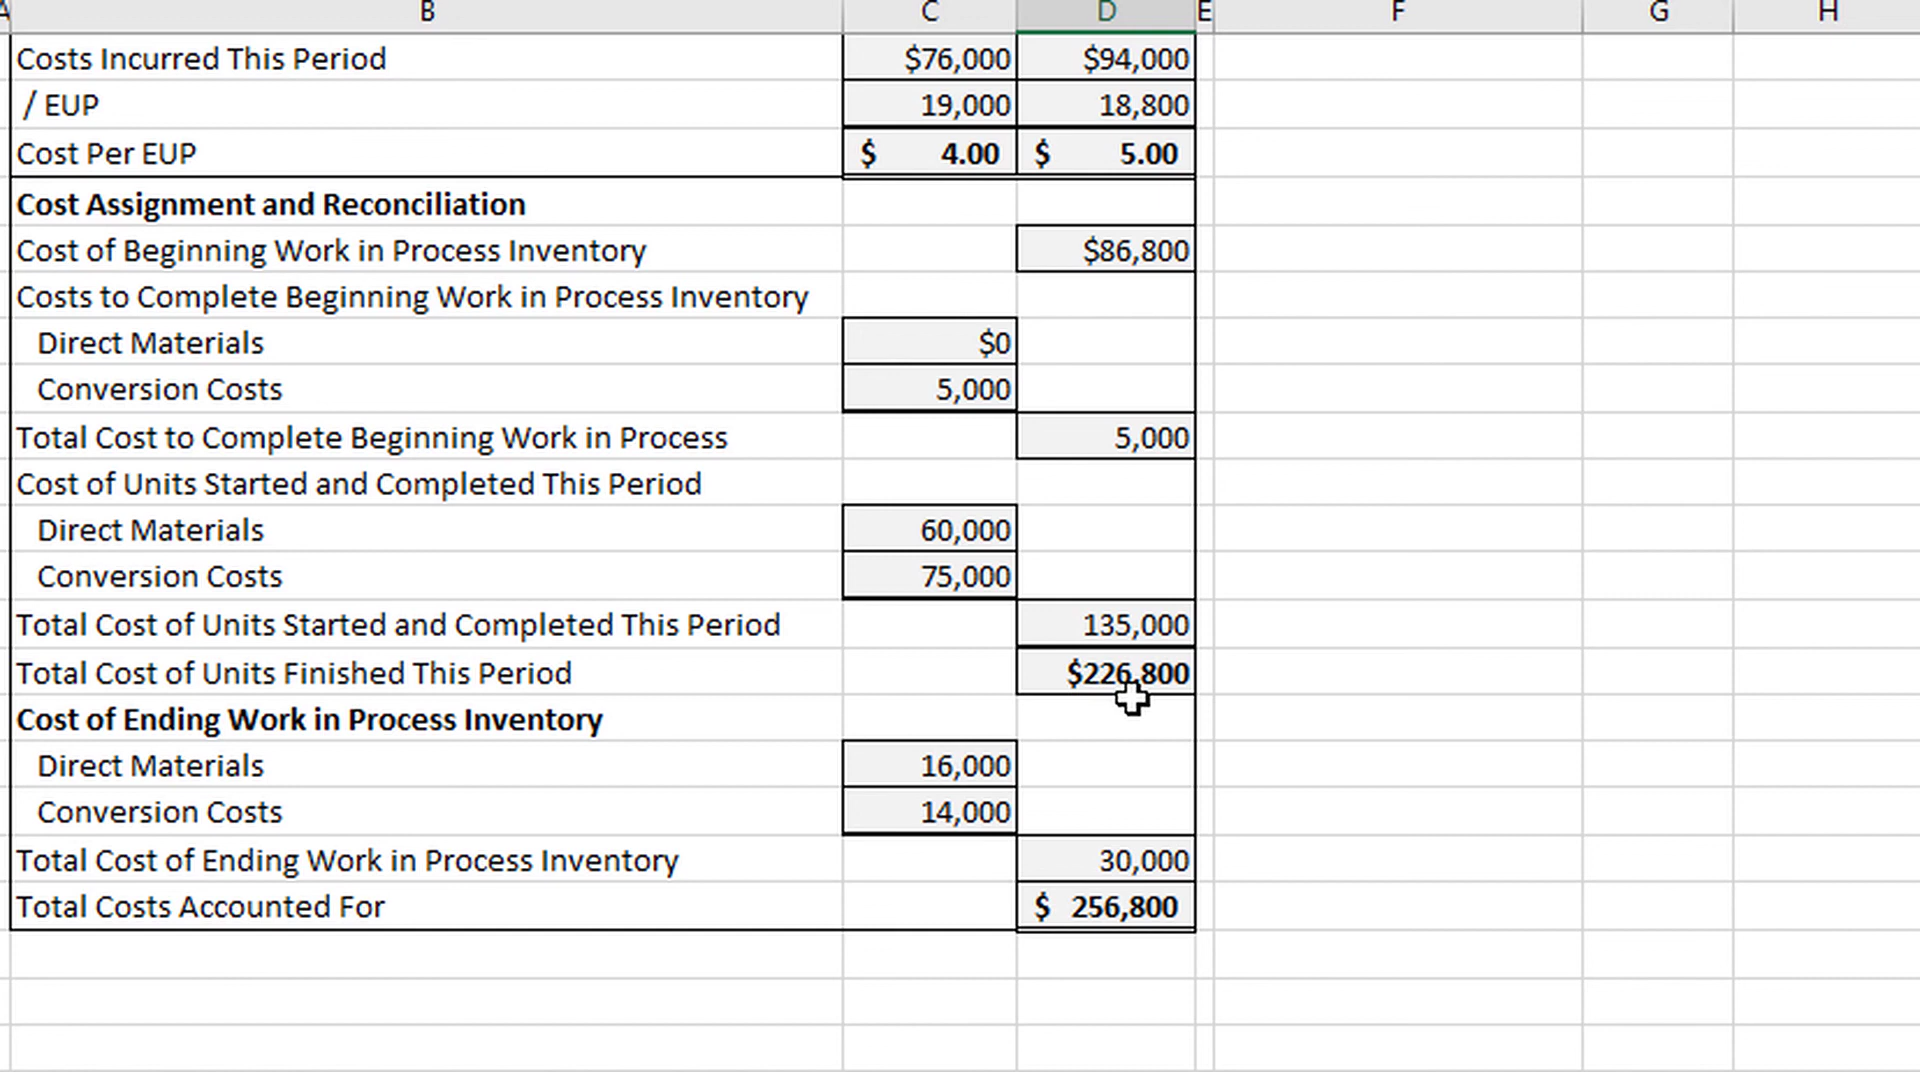 A B C D E F G H
Costs Incurred This Period $76,000 $94,000
/ EUP 19,000 18,800
Cost Per EUP $ 4.00 $ 5.00
Cost Assignment and Reconciliation
Cost of Beginning Work in Process Inventory $86,800
Costs to Complete Beginning Work in Process Inventory
Direct Materials $0
Conversion Costs 5,000
Total Cost to Complete Beginning Work in Process 5,000
Cost of Units Started and Completed This Period
Direct Materials 60,000
Conversion Costs 75,000
Total Cost of Units Started and Completed This Period 135,000
Total Cost of Units Finished This Period $226,800
Cost of Ending Work in Process Inventory
Direct Materials 16,000
Conversion Costs 14,000
Total Cost of Ending Work in Process Inventory 30,000
Total Costs Accounted For $ 256,800